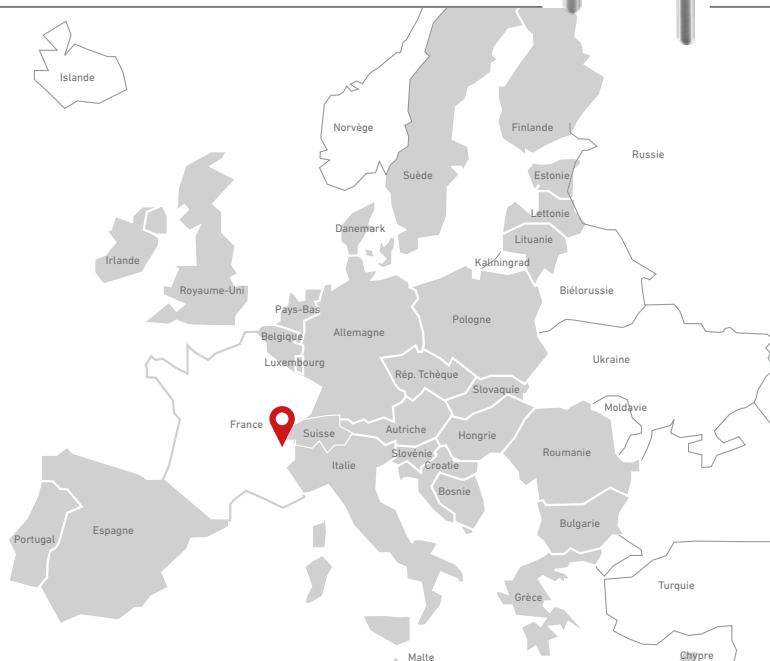 Islande
Norvège
Finlande
Russie
Suède
Estonie
Lettonie
Danemark
Lituanie
Irlande
Kaliningrad
Royaume-Uni
Biélorussie
Pays-Bas
Pologne
Belgique
Allemagne
Luxembourg
Ukraine
Rép. Tchèque
Slovaquie
Moldavie
France
Suisse
Autriche
Hongrie
Slovénie
Roumanie
Italie
Croatie
Bosnie
Bulgarie
Espagne
Portugal
Turquie
Grèce
Malte
Chypre